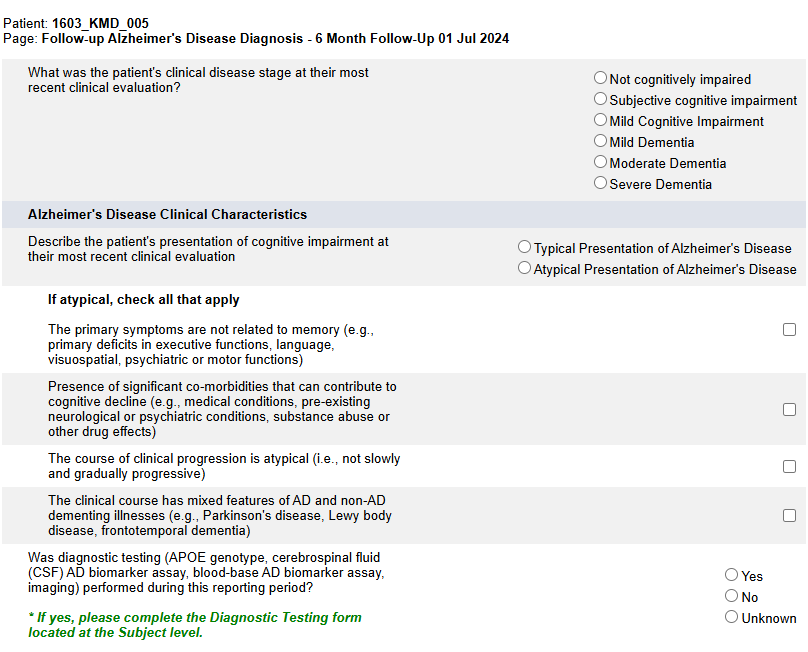 Patient: 1603_KMD_005
Page: Follow-up Alzheimer's Disease Diagnosis - 6 Month Follow-Up 01 Jul 2024
What was the patient's clinical disease stage at their most
recent clinical evaluation?
Not cognitively impaired
Subjective cognitive impairment
Mild Cognitive Impairment
Mild Dementia
Moderate Dementia
Severe Dementia
Alzheimer's Disease Clinical Characteristics
Describe the patient's presentation of cognitive impairment at
their most recent clinical evaluation
Typical Presentation of Alzheimer's Disease
Atypical Presentation of Alzheimer's Disease
If atypical, check all that apply
The primary symptoms are not related to memory (e.g.,
primary deficits in executive functions, language,
visuospatial, psychiatric or motor functions)
Presence of significant co-morbidities that can contribute to
cognitive decline (e.g., medical conditions, pre-existing
neurological or psychiatric conditions, substance abuse or
other drug effects)
The course of clinical progression is atypical (i.e., not slowly
and gradually progressive)
The clinical course has mixed features of AD and non-AD
dementing illnesses (e.g., Parkinson's disease, Lewy body
disease, frontotemporal dementia)
Was diagnostic testing (APOE genotype, cerebrospinal fluid
(CSF) AD biomarker assay, blood-base AD biomarker assay,
imaging) performed during this reporting period?
Yes
No
Unknown
* If yes, please complete the Diagnostic Testing form
located at the Subject level.